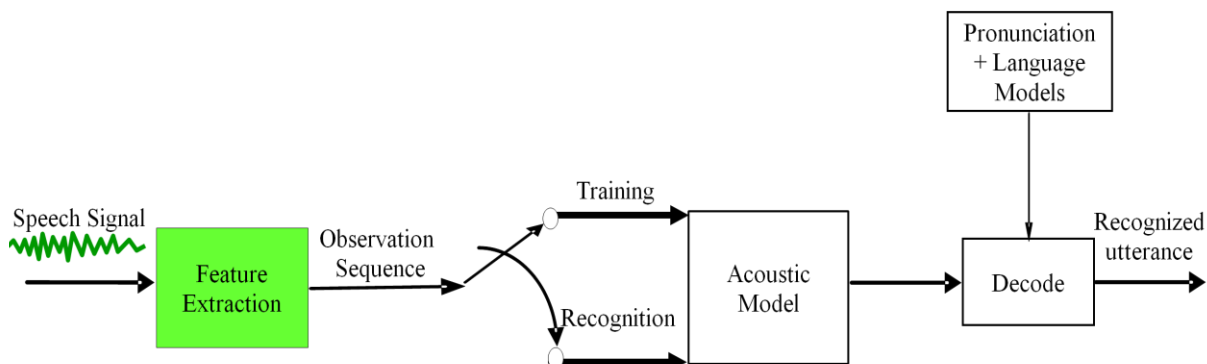 Pronunciation
+ Language
Models
Speech Signal
Feature
Extraction
Observation
Sequence
Training
Recognition
Acoustic
Model
Decode
Recognized
utterance